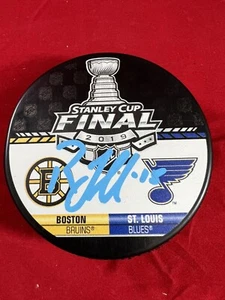 STANLEY CUP
FINAL
2019
B
BOSTON ST. LOUIS
BRUINS® BLUES®